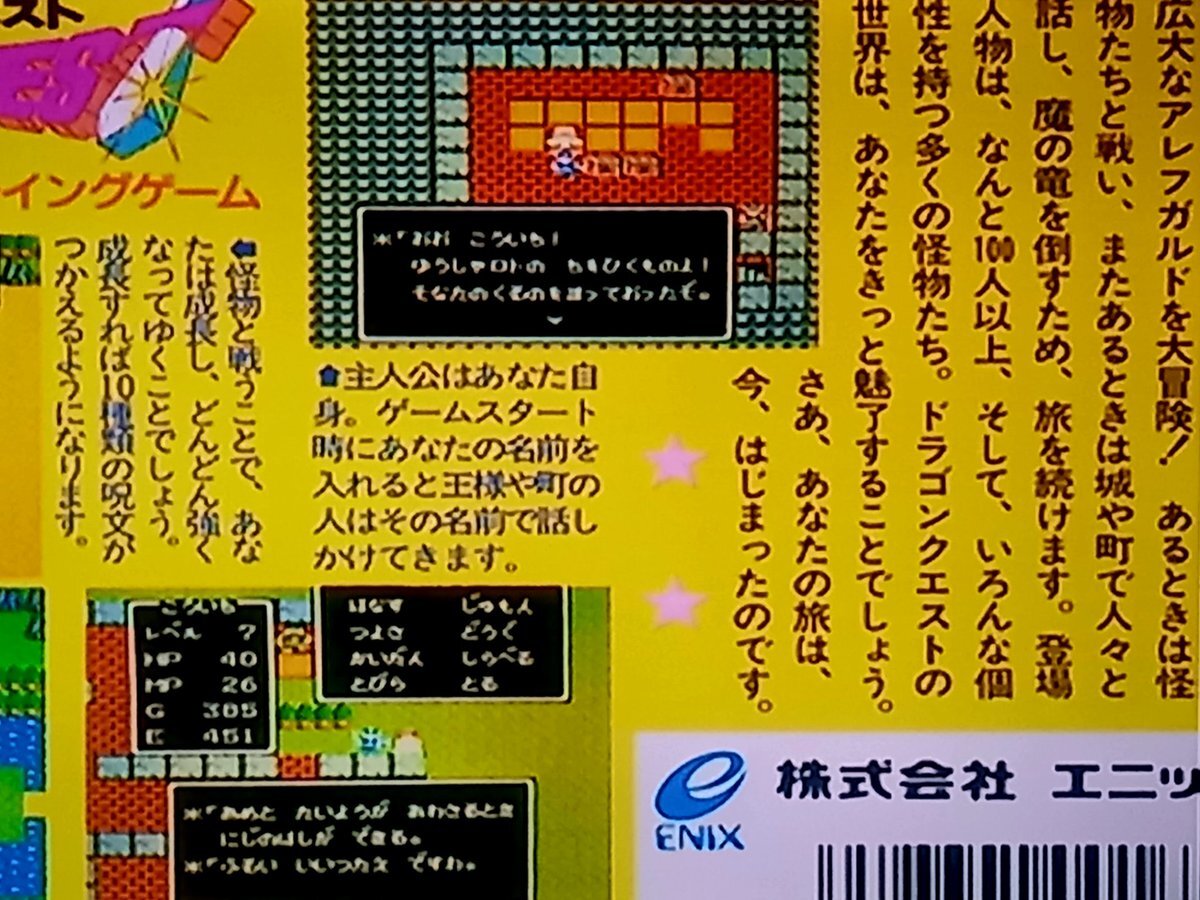 スト
イングゲーム
広大なアレフガルドを大冒険! あるときは怪
物たちと戦い、またあるときは城や町で人々と
話し、魔の竜を倒すため、旅を続けます。登場
人物は、なんと100人以上、そして、いろんな個
性を持つ多くの怪物たち。ドラゴンクエストの
世界は、あなたをきっと魅了することでしょう。
さあ、あなたの旅は、
今、はじまったのです。
*「おお こういち!
ゆうしゃロトの ちをひくものよ!
そなたのくるのを まっておったぞ。
⬆主人公はあなた自
身。ゲームスタート
時にあなたの名前を
入れると王様や町の
人はその名前で話し
かけてきます。
⬅怪物と戦うことで、あな
たは成長し、どんどん強く
なってゆくことでしょう。
成長すれば10種類の呪文が
つかえるようになります。
こういち
レベル 7
HP 40
MP 26
G 385
E 451
はなす じゅもん
つよさ どうぐ
かいだん しらべる
とびら とる
*「あめと たいようが あわさるとき
にじのはしが できる。
*「ふるい いいつたえ ですわ。
ENIX
株式会社 エニッ